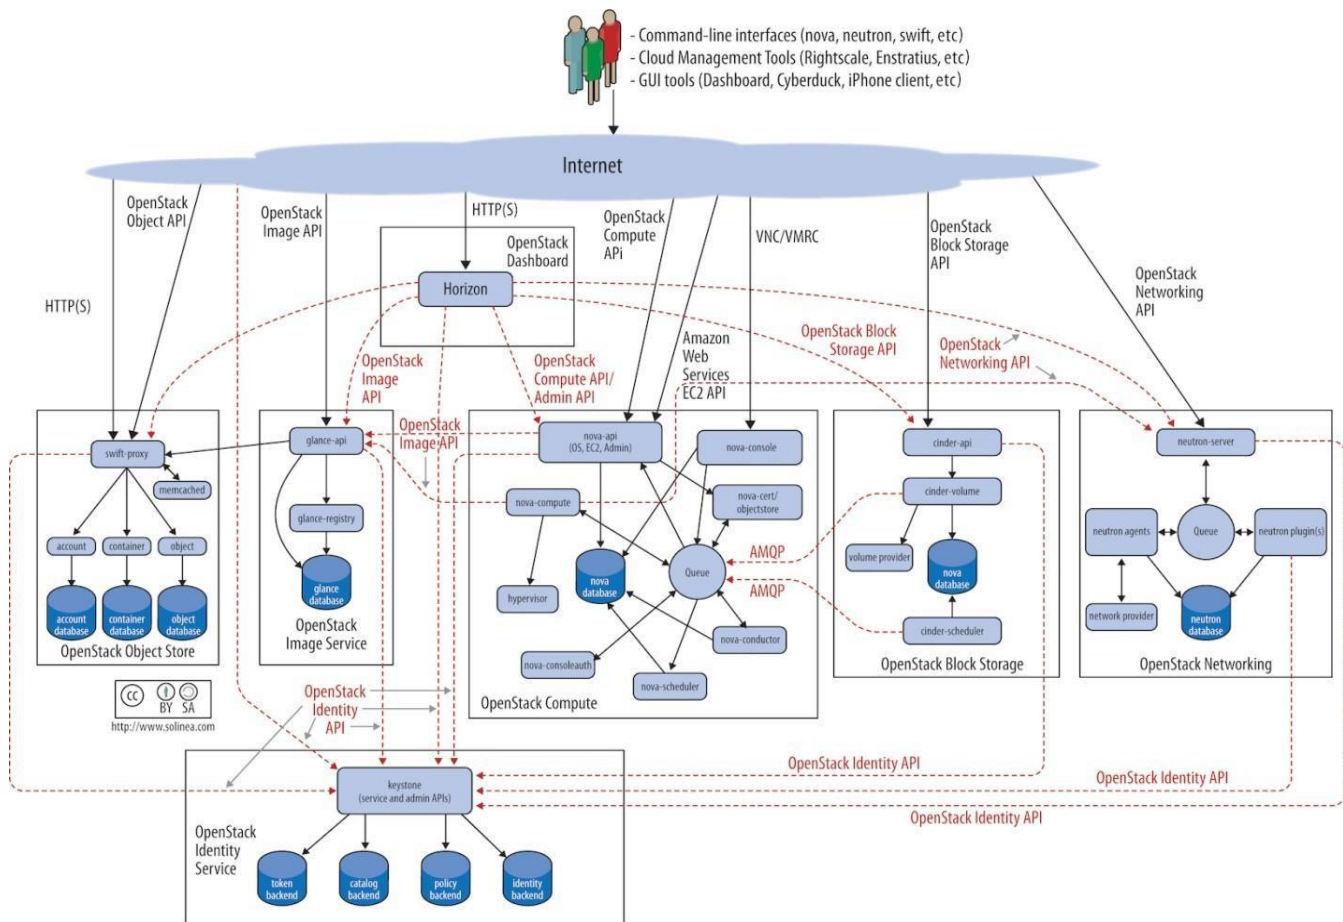 - Command-line interfaces (nova, neutron, swift, etc)
- Cloud Management Tools (Rightscale, Enstratius, etc)
- GUI tools (Dashboard, Cyberduck, iPhone client, etc)
Internet
OpenStack
Object API
OpenStack
Image API
HTTP(S)
OpenStack
Compute
APi
VNC/VMRC
OpenStack
Block Storage
API
OpenStack
Networking
API
HTTP(S)
OpenStack
Dashboard
Horizon
OpenStack
Image
API
OpenStack
Compute API/
Admin API
Amazon
Web
Services
EC2 API
OpenStack Block
Storage API
OpenStack
Networking API
OpenStack
Image API
swift-proxy
memcached
account
container
object
account
database
container
database
object
database
OpenStack Object Store
glance-api
glance-registry
glance
database
OpenStack
Image Service
nova-api
(OS, EC2, Admin)
nova-console
nova-compute
nova-cert/
objectstore
hypervisor
nova
database
Queue
nova-conductor
nova-consoleauth
nova-scheduler
OpenStack Compute
AMQP
AMQP
cinder-api
cinder-volume
volume provider
nova
database
cinder-scheduler
OpenStack Block Storage
neutron-server
neutron agents
Queue
neutron plugin(s)
network provider
neutron
database
OpenStack Networking
cc
BY SA
http://www.solinea.com
OpenStack
Identity
API
OpenStack Identity API
OpenStack Identity API
OpenStack Identity API
keystone
(service and admin APIs)
OpenStack
Identity
Service
token
backend
catalog
backend
policy
backend
identity
backend